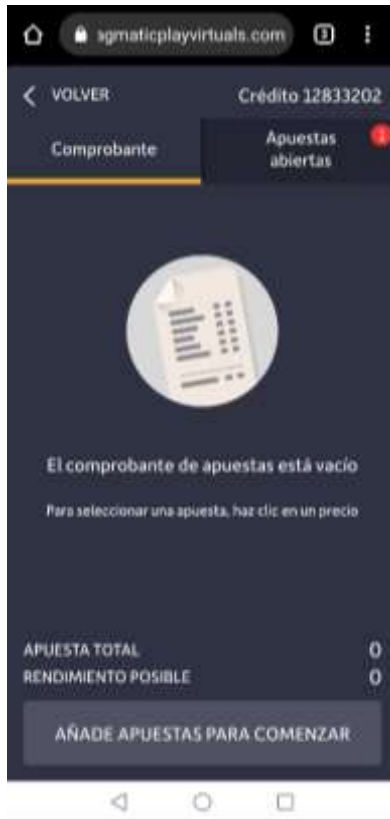 agmaticplayvirtuals.com 3
VOLVER Crédito 12833202
Comprobante
Apuestas
abiertas
1
El comprobante de apuestas está vacío
Para seleccionar una apuesta, haz clic en un precio
APUESTA TOTAL 0
RENDIMIENTO POSIBLE 0
AÑADE APUESTAS PARA COMENZAR